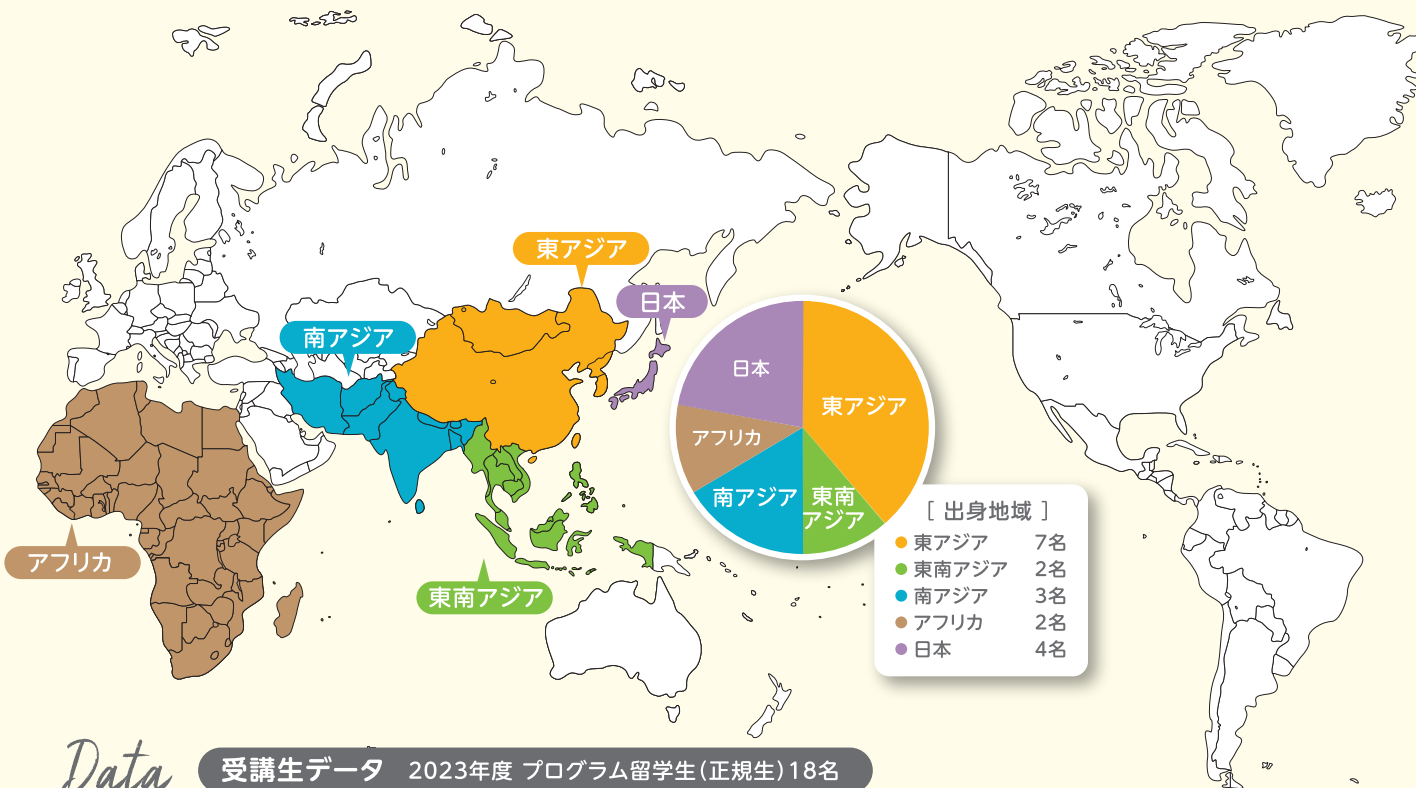 東アジア
日本
南アジア
アフリカ
東南アジア
日本
東アジア
アフリカ
南アジア
東南
アジア
[ 出身地域 ]
東アジア 7名
東南アジア 2名
南アジア 3名
アフリカ 2名
日本 4名
Data
受講生データ 2023年度 プログラム留学生(正規生)18名